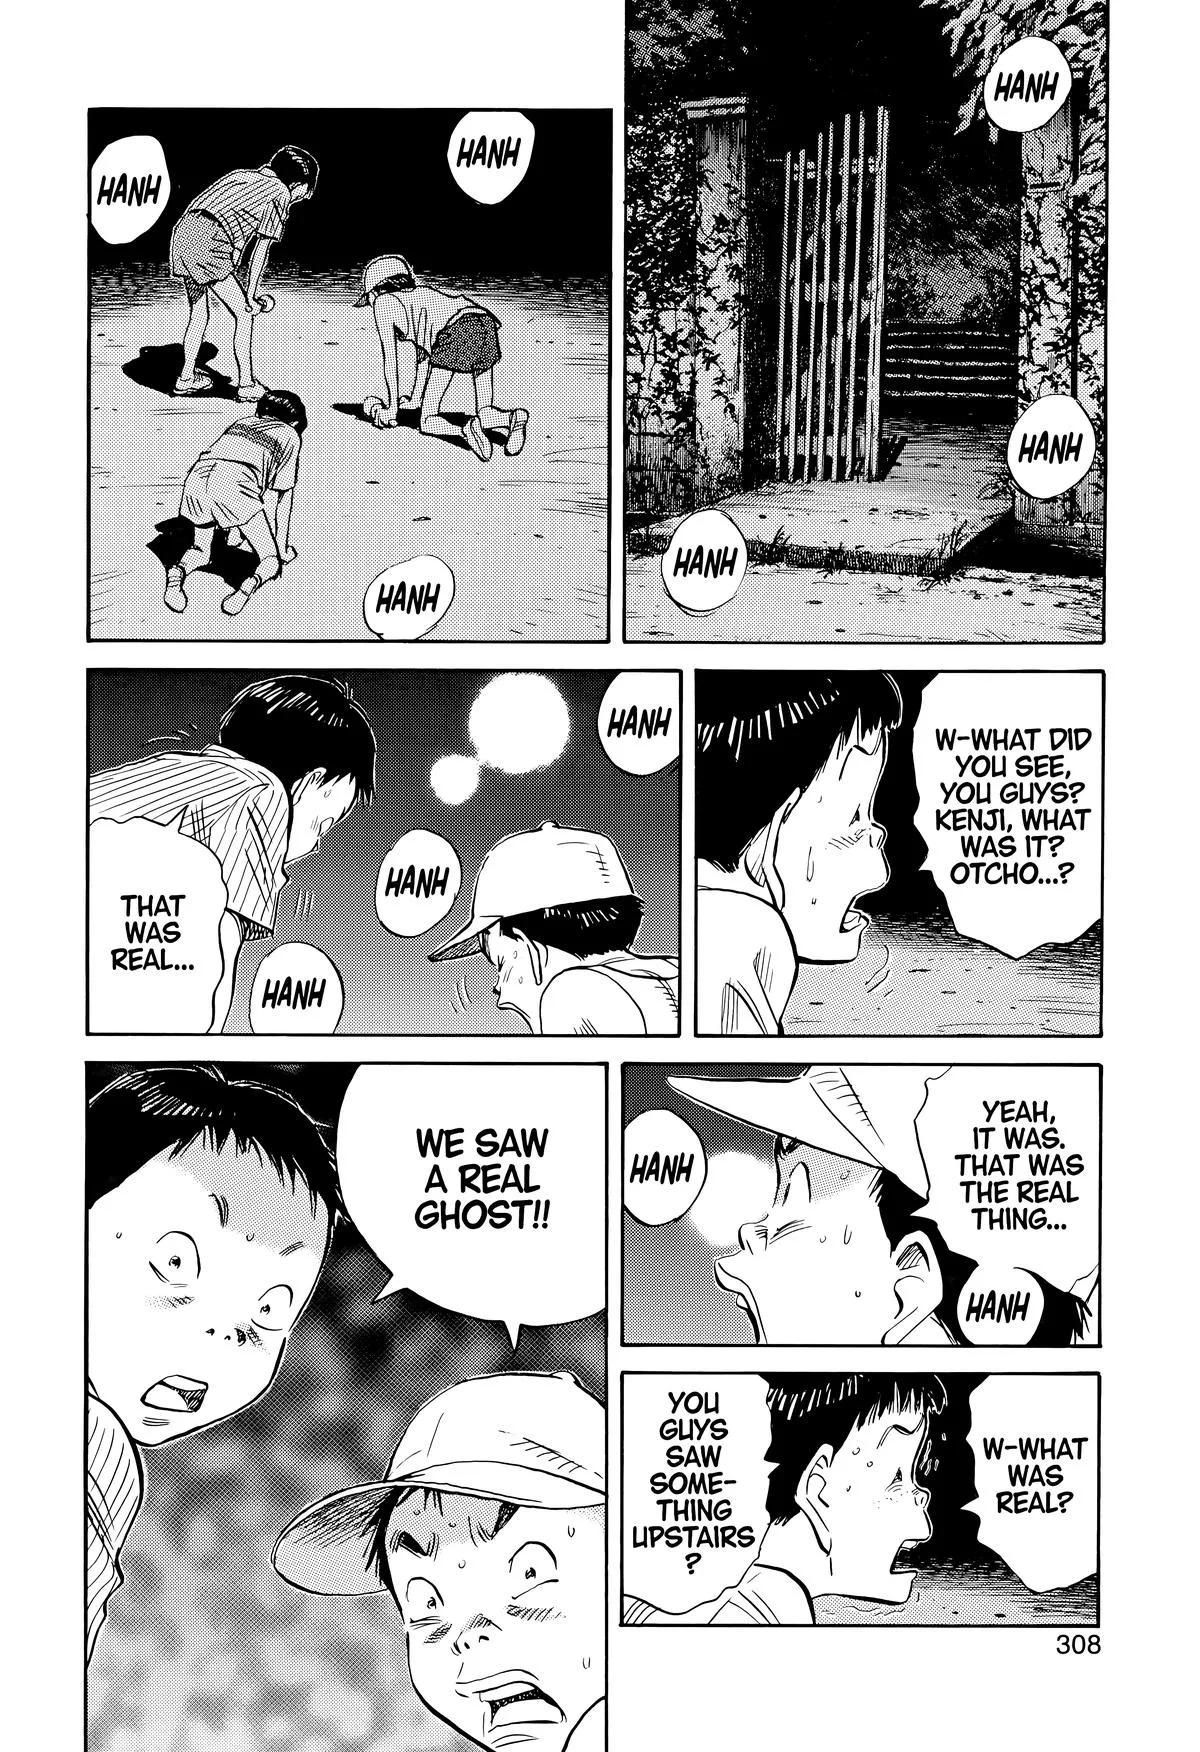 HANH
HANH
HANH
HANH
HANH
HANH
W-WHAT DID
YOU SEE,
YOU GUYS?
KENJI, WHAT
WAS IT?
OTCHO...?
HANH
HANH
HANH
THAT
WAS
REAL...
YEAH,
IT WAS.
THAT WAS
THE REAL
THING...
HANH
HANH
W-WHAT
WAS
REAL?
YOU
GUYS
SAW
SOME-
THING
UPSTAIRS
?
WE SAW
A REAL
GHOST!!
308